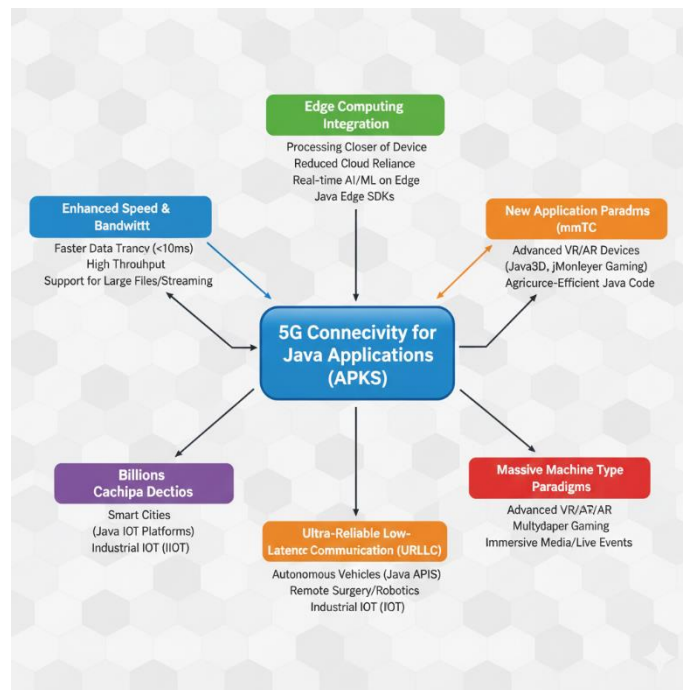 Edge Computing
Integration
Processing Closer of Device
Reduced Cloud Reliance
Real-time AI/ML on Edge
Java Edge SDKs
Enhanced Speed &
Bandwittt
Faster Data Trancy (<10ms)
High Throuhput
Support for Large Files/Streaming
New Application Paradms
(mmTC
Advanced VR/AR Devices
(Java3D, jMonleyer Gaming)
Agricurce-Efficient Java Code
5G Connecivity for
Java Applications
(APKS)
Billions
Cachipa Dectios
Smart Cities
(Java IOT Platforms)
Industrial IOT (IIOT)
Ultra-Reliable Low-
Latence Communication (URLLC)
Autonomous Vehicles (Java APIS)
Remote Surgery/Robotics
Industrial IOT (IOT)
Massive Machine Type
Paradigms
Advanced VR/AR/AR
Multydaper Gaming
Immersive Media/Live Events